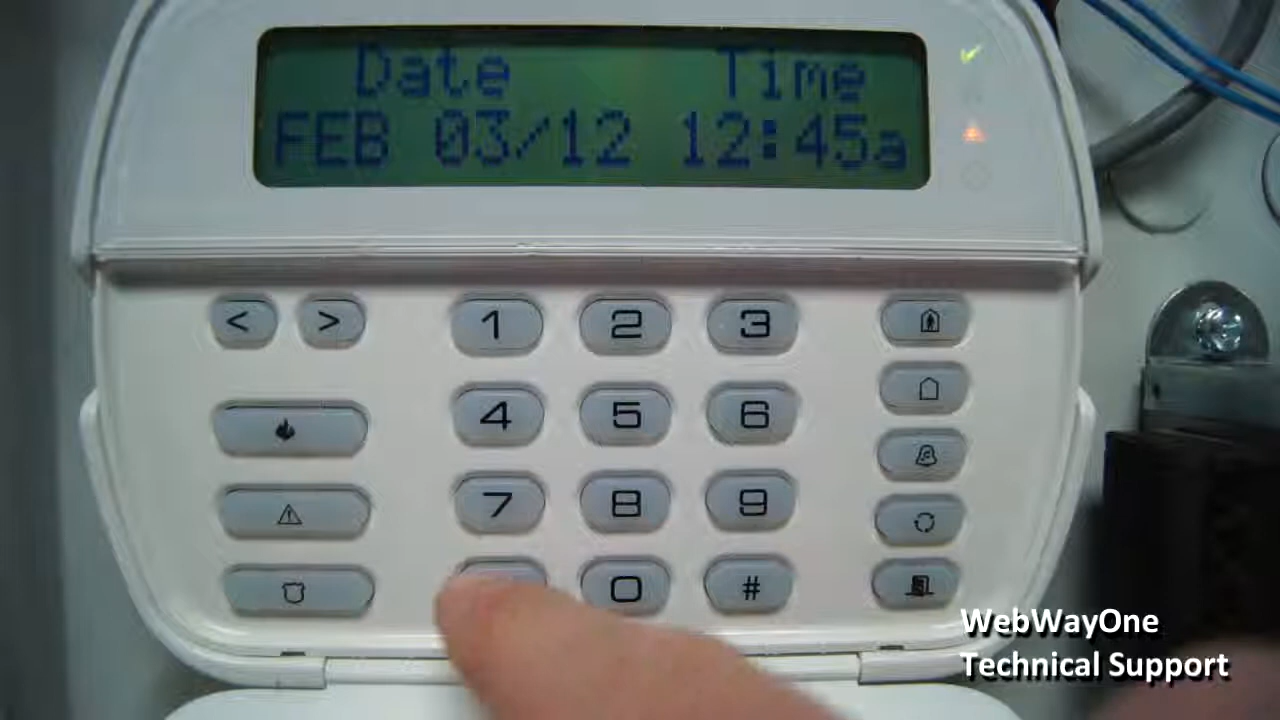 Date Time
FEB 03/12 12:45a
< > 1 2 3
4 5 6
7 8 9
0 #
WebWayOne
Technical Support